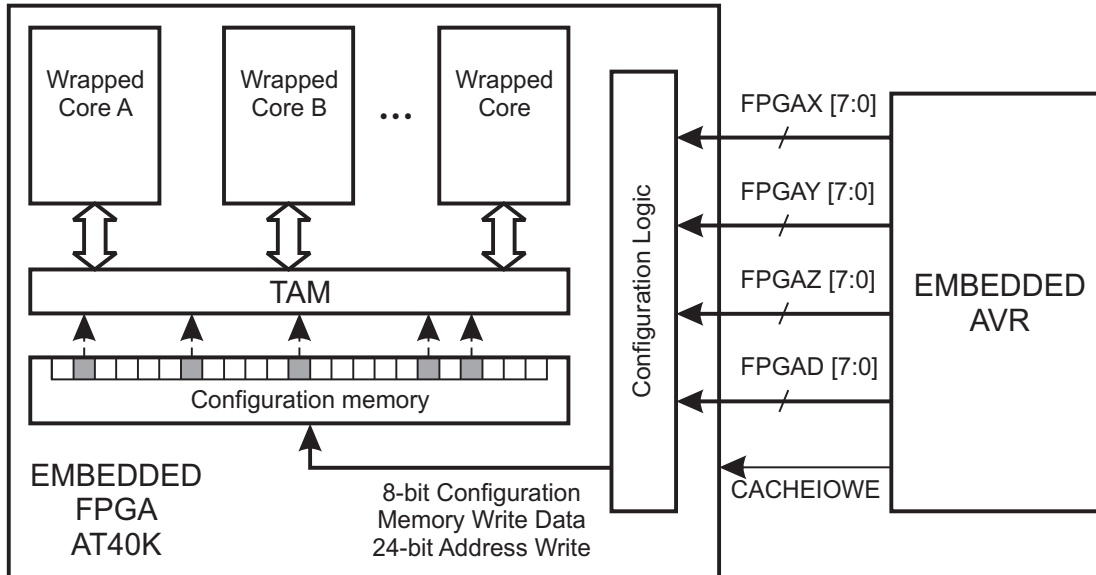 Wrapped
Core A
Wrapped
Core B
...
Wrapped
Core
TAM
Configuration memory
EMBEDDED
FPGA
AT40K
8-bit Configuration
Memory Write Data
24-bit Address Write
Configuration Logic
FPGAX [7:0]
FPGAY [7:0]
FPGAZ [7:0]
FPGAD [7:0]
CACHEIOWE
EMBEDDED
AVR